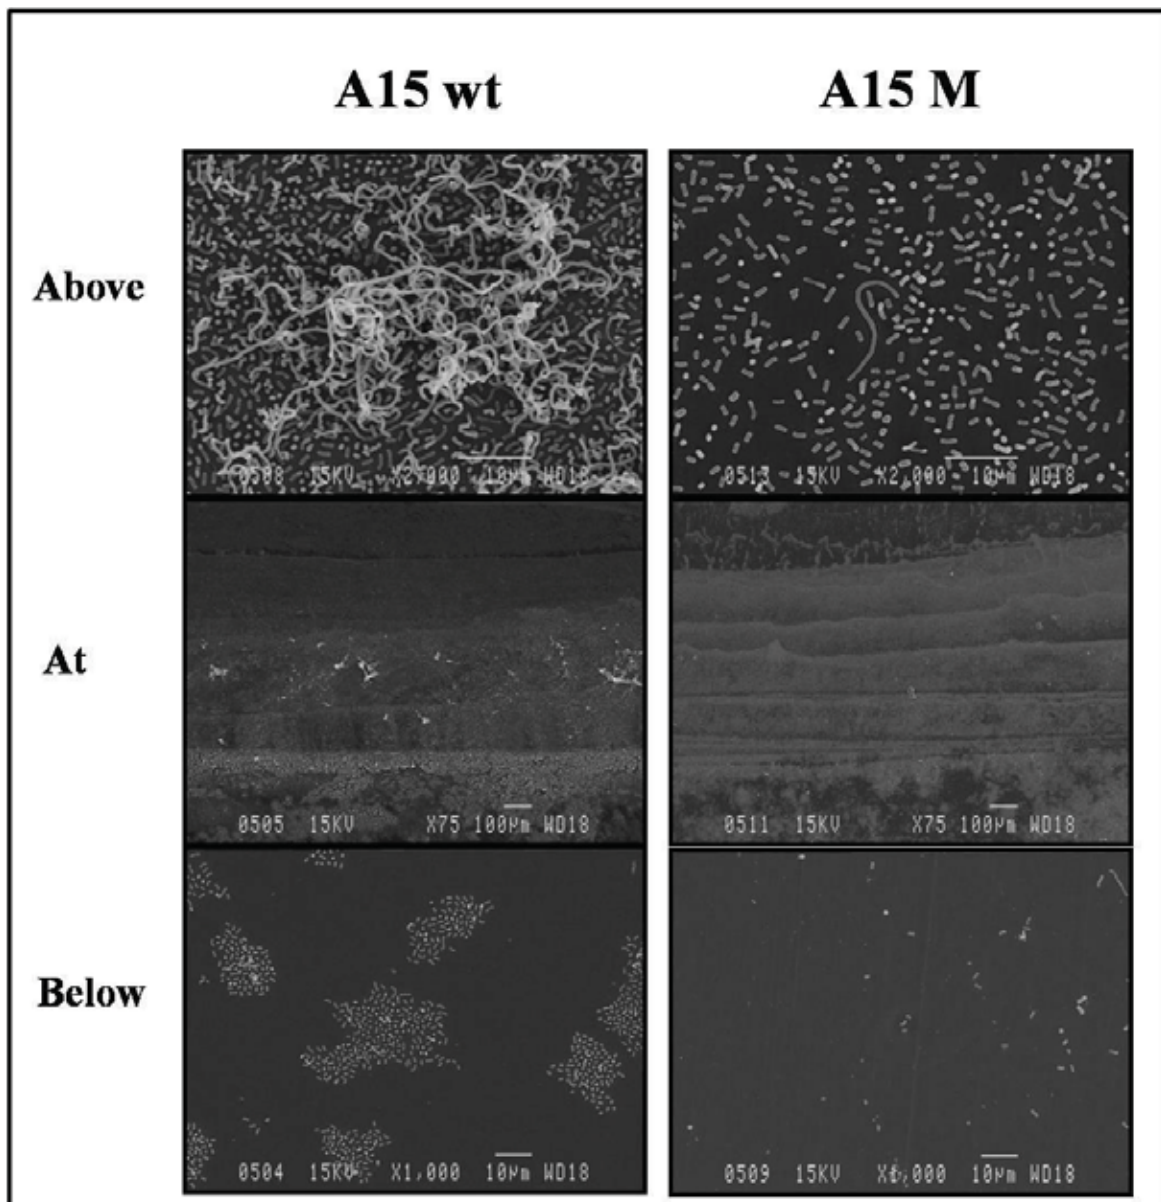 A15 wt A15 M
Above
0508 15KV X2,000 10µm WD18
0513 15KV X2,000 10µm WD18
At
0505 15KV X75 100µm WD18
0511 15KV X75 100µm WD18
Below
0504 15KV X1,000 10µm WD18
0509 15KV 10µm WD18